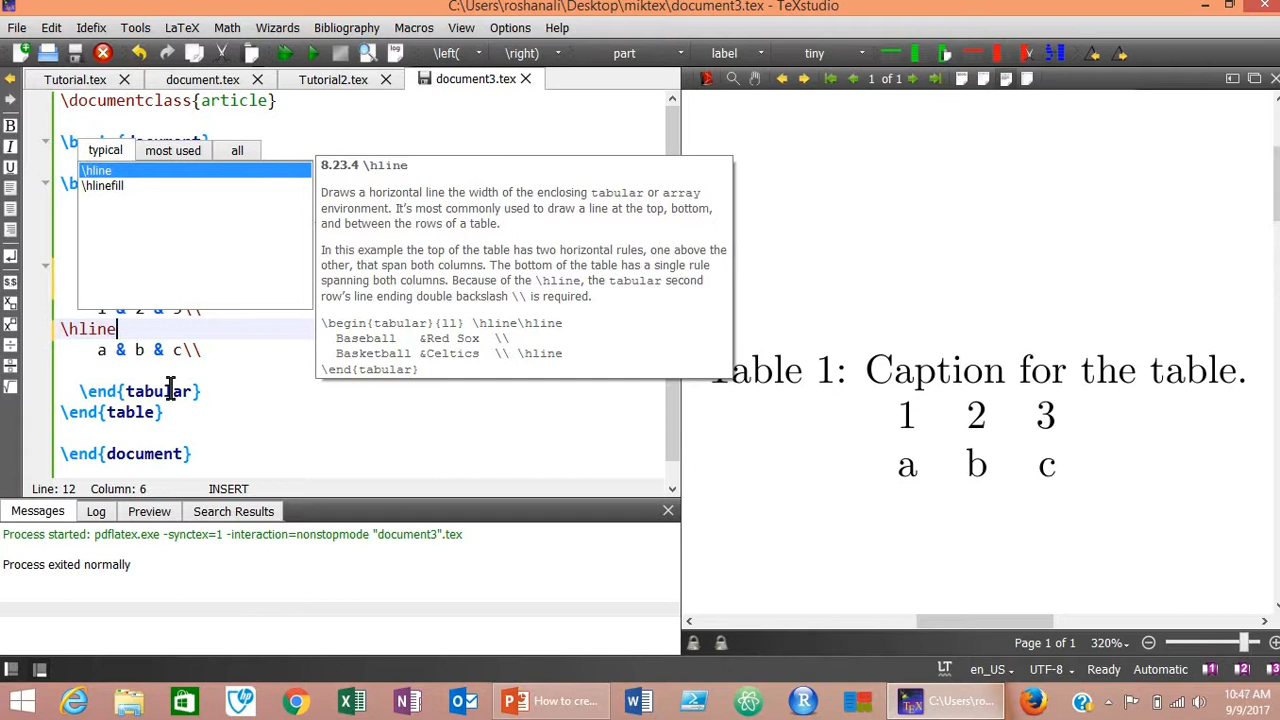 C:\Users\roshanali\Desktop\miktex\document3.tex - TeXstudio
File Edit Idefix Tools LaTeX Math Wizards Bibliography Macros View Options Help
\left( \right) part label tiny
Tutorial.tex document.tex Tutorial2.tex document3.tex 1 of 1
\documentclass{article}
typical most used all
\hline
\hlinefill
8.23.4 \hline
Draws a horizontal line the width of the enclosing tabular or array
environment. It's most commonly used to draw a line at the top, bottom,
and between the rows of a table.
In this example the top of the table has two horizontal rules, one above the
other, that span both columns. The bottom of the table has a single rule
spanning both columns. Because of the \hline, the tabular second
row's line ending double backslash \\ is required.
\begin{tabular}{ll} \hline\hline
Baseball &Red Sox \\
Basketball &Celtics \\ \hline
\end{tabular}
\hline
a & b & c\\
\end{tabular}
\end{table}
\end{document}
Table 1: Caption for the table.
1 2 3
a b c
Line: 12 Column: 6 INSERT
Messages Log Preview Search Results
Process started: pdflatex.exe -synctex=1 -interaction=nonstopmode "document3".tex
Process exited normally
Page 1 of 1 320%
LT en_US UTF-8 Ready Automatic 1 2 3
How to cre... C:\Users\ro...
10:47 AM
9/9/2017